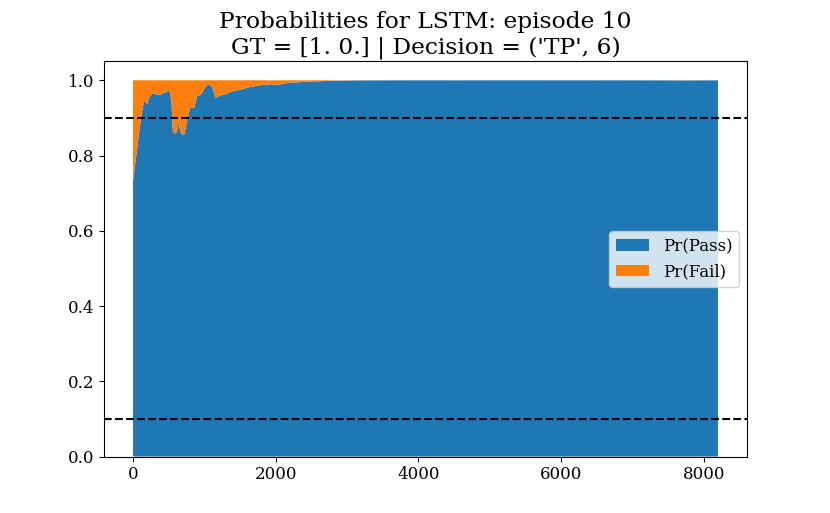 Probabilities for LSTM: episode 10
GT = [1. 0.] | Decision = ('TP', 6)
1.0
0.8
0.6
0.4
0.2
0.0
Pr(Pass)
Pr(Fail)
0
2000
4000
6000
8000